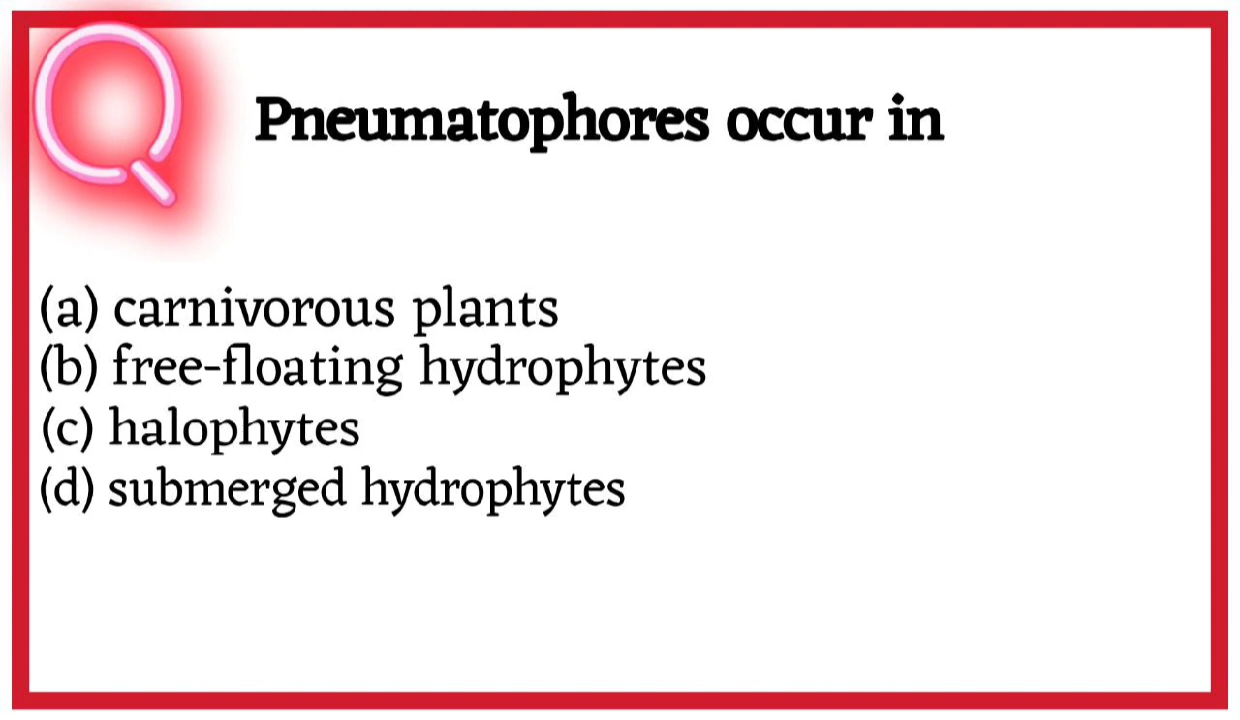 Q
Pneumatophores occur in
(a) carnivorous plants
(b) free-floating hydrophytes
(c) halophytes
(d) submerged hydrophytes